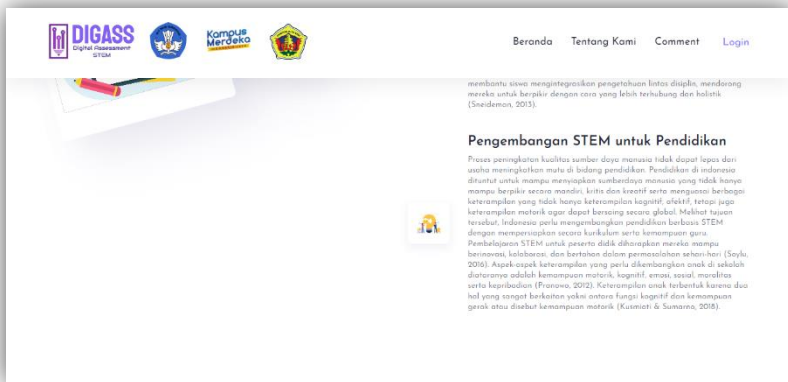 DIGASS
Digital Assessment
STEM
Kampus
Merdeka
Beranda Tentang Kami Comment Login
membantu siswa mengintegrasikan pengetahuan lintas disiplin, mendorong
mereka untuk berpikir dengan cara yang lebih terhubung dan holistik
(Sneideman, 2013).
Pengembangan STEM untuk Pendidikan
Proses peningkatan kualitas sumber daya manusia tidak dapat lepas dari
usaha meningkatkan mutu di bidang pendidikan. Pendidikan di indonesia
dituntut untuk mampu menyiapkan sumberdaya manusia yang tidak hanya
mampu berpikir secara mandiri, kritis dan kreatif serta menguasai berbagai
keterampilan yang tidak hanya keterampilan kognitif, afektif, tetapi juga
keterampilan motorik agar dapat bersaing secara global. Melihat tujuan
tersebut, Indonesia perlu mengembangkan pendidikan berbasis STEM
dengan mempersiapkan secara kurikulum serta kemampuan guru.
Pembelajaran STEM untuk peserta didik diharapkan mereka mampu
berinovasi, kolaborasi, dan bertahan dalam permasalahan sehari-hari (Saylu,
2016). Aspek-aspek keterampilan yang perlu dikembangkan anak di sekolah
diataranya adalah kemampuan motorik, kognitif, emosi, sosial, moralitas
serta kepribadian (Pranowo, 2012). Keterampilan anak terbentuk karena dua
hal yang sangat berkaitan yakni antara fungsi kognitif dan kemampuan
gerak atau disebut kemampuan motorik (Kusmiati & Sumarno, 2018).